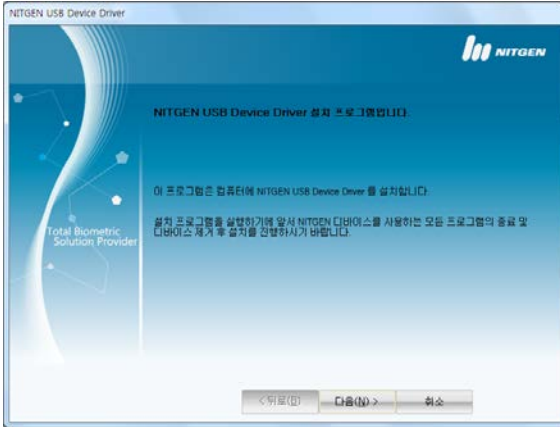 NITGEN USB Device Driver
NITGEN
NITGEN USB Device Driver 설치 프로그램입니다.
이 프로그램은 컴퓨터에 NITGEN USB Device Driver 를 설치합니다.
설치 프로그램을 실행하기에 앞서 NITGEN 디바이스를 사용하는 모든 프로그램의 종료 및
디바이스 제거 후 설치를 진행하시기 바랍니다.
Total Biometric
Solution Provider
< 뒤로(B)
다음(N) >
취소